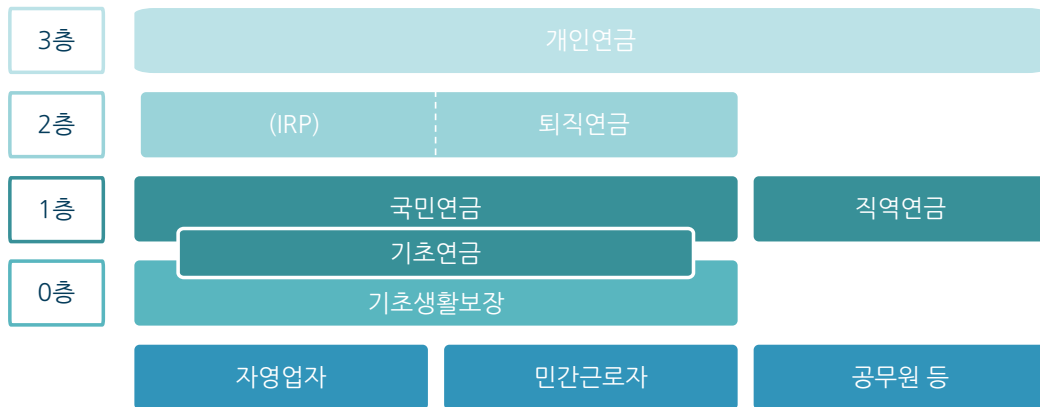 3층
개인연금
2층
(IRP)
퇴직연금
1층
국민연금
직역연금
기초연금
0층
기초생활보장
자영업자
민간근로자
공무원 등